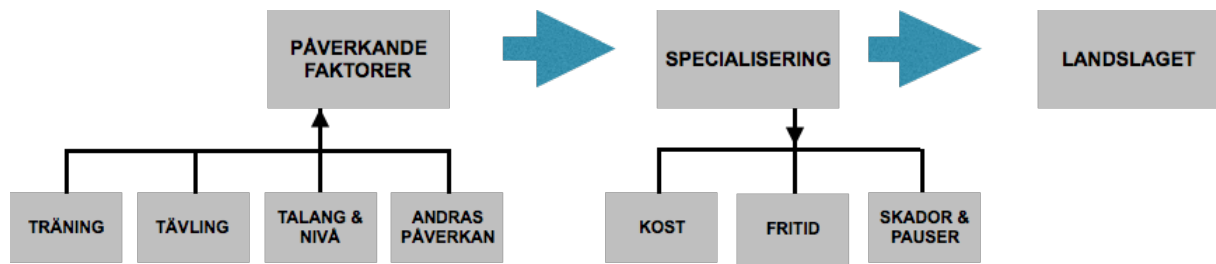 PÅVERKANDE
FAKTORER
SPECIALISERING
LANDSLAGET
TRÄNING
TÄVLING
TALANG &
NIVÅ
ANDRAS
PÅVERKAN
KOST
FRITID
SKADOR &
PAUSER